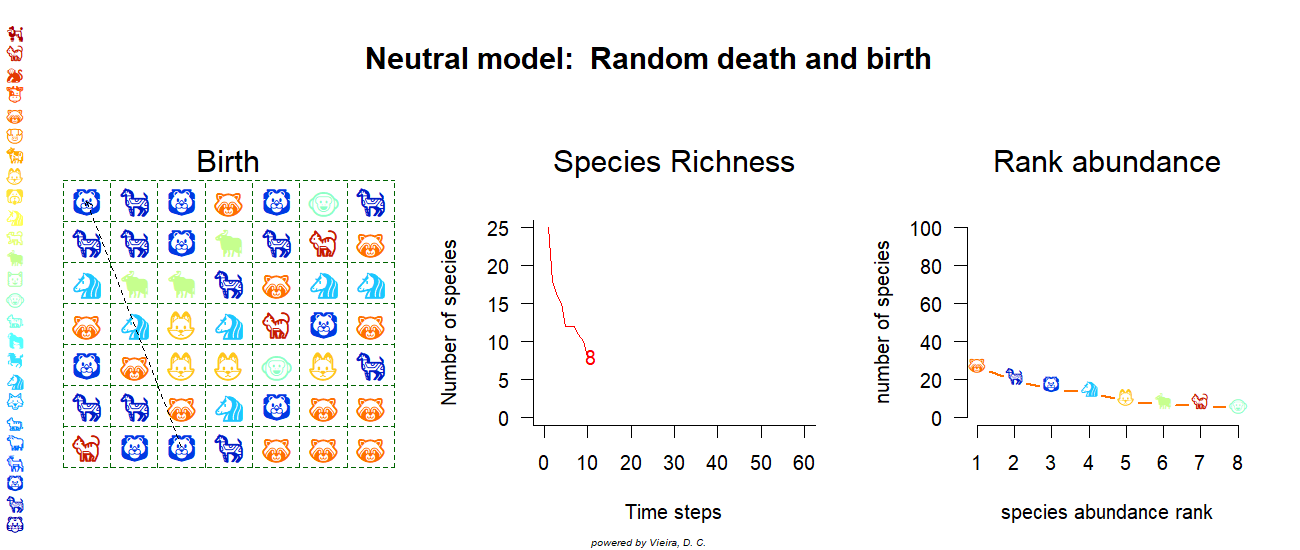 Neutral model:  Random death and birth
Birth
Species Richness
Rank abundance
Number of species
25
20
15
10
5
0
8
0 10 20 30 40 50 60
Time steps
number of species
100
80
60
40
20
0
1 2 3 4 5 6 7 8
species abundance rank
powered by Vieira, D. C.